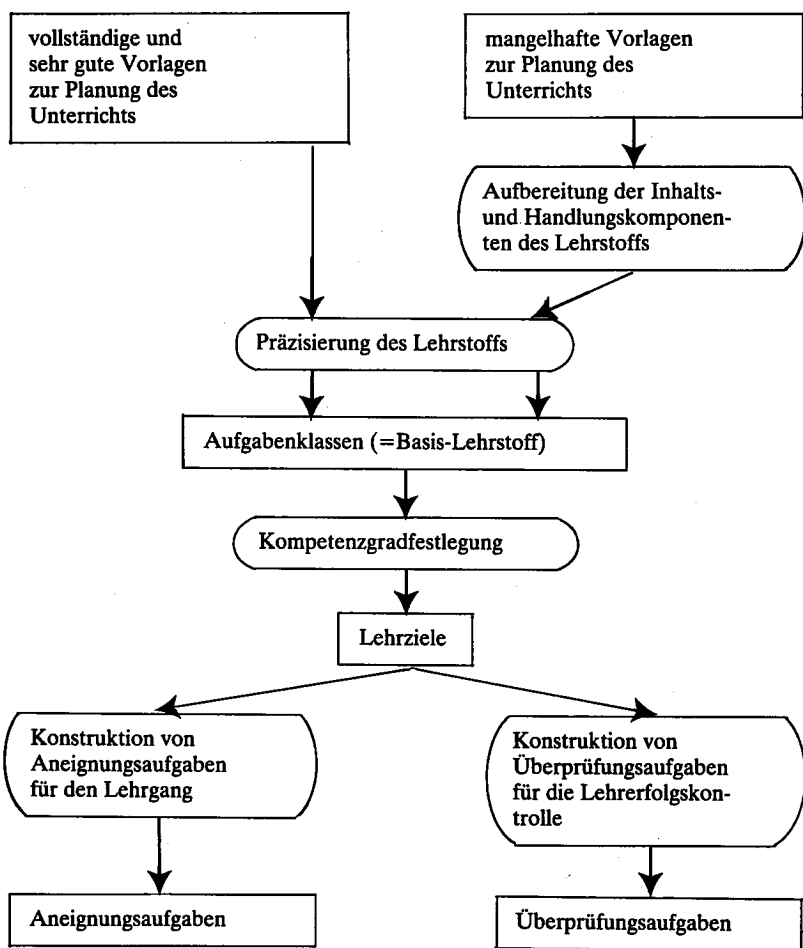 vollständige und
sehr gute Vorlagen
zur Planung des
Unterrichts
mangelhafte Vorlagen
zur Planung des
Unterrichts
Aufbereitung der Inhalts-
und Handlungskomponen-
ten des Lehrstoffs
Präzisierung des Lehrstoffs
Aufgabenklassen (=Basis-Lehrstoff)
Kompetenzgradfestlegung
Lehrziele
Konstruktion von
Aneignungsaufgaben
für den Lehrgang
Konstruktion von
Überprüfungsaufgaben
für die Lehrerfolgskon-
trolle
Aneignungsaufgaben
Überprüfungsaufgaben